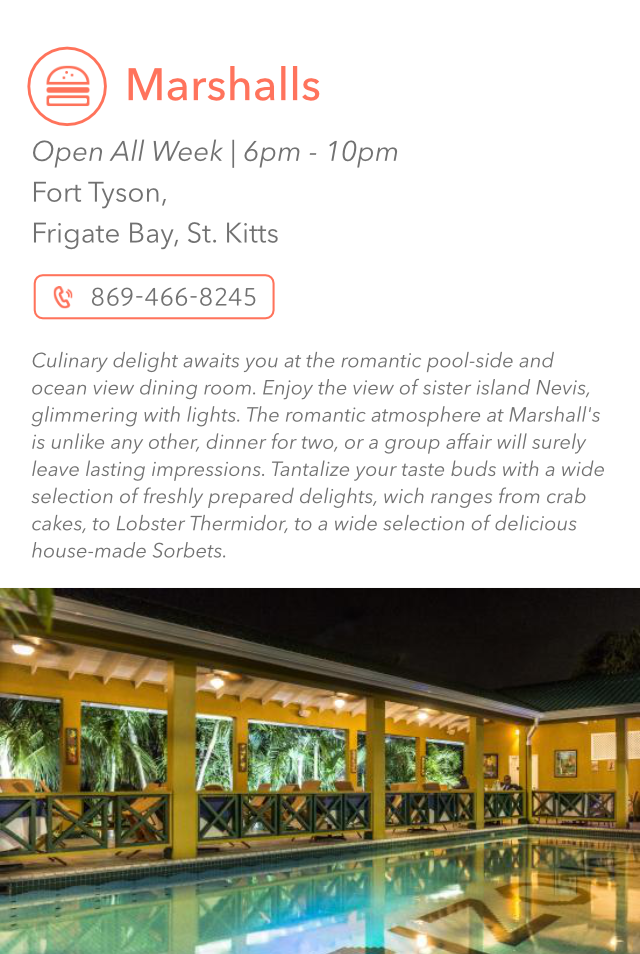 Marshalls
Open All Week | 6pm - 10pm
Fort Tyson,
Frigate Bay, St. Kitts
869-466-8245
Culinary delight awaits you at the romantic pool-side and
ocean view dining room. Enjoy the view of sister island Nevis,
glimmering with lights. The romantic atmosphere at Marshall's
is unlike any other, dinner for two, or a group affair will surely
leave lasting impressions. Tantalize your taste buds with a wide
selection of freshly prepared delights, wich ranges from crab
cakes, to Lobster Thermidor, to a wide selection of delicious
house-made Sorbets.